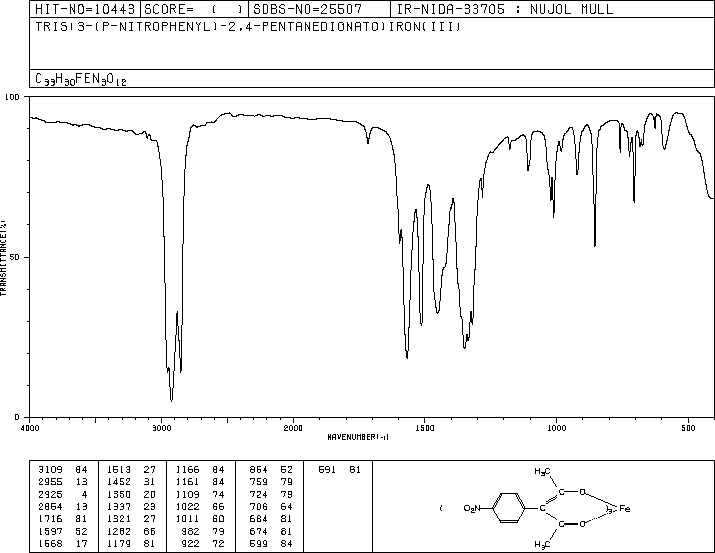 HIT-NO=10443 SCORE= ( ) SDBS-NO=25507 IR-NIDA-33705 : NUJOL MULL
TRIS(3-(P-NITROPHENYL)-2,4-PENTANEDIONATO)IRON(III)
C33H30FEN3O12
100
50
0
TRANSMITTANCE(%)
4000 3000 2000 1500 1000 500
WAVENUMBER(-1)
3109 84 1513 27 1166 84 854 52 591 81
2955 13 1452 31 1161 84 759 79
2925 4 1350 20 1109 74 724 79
2854 13 1337 23 1022 66 706 64
1716 81 1321 27 1011 60 684 81
1597 52 1282 66 982 79 674 81
1568 17 1179 81 922 72 599 84
H3C
C O
( O2N C )3 Fe
C O
H3C